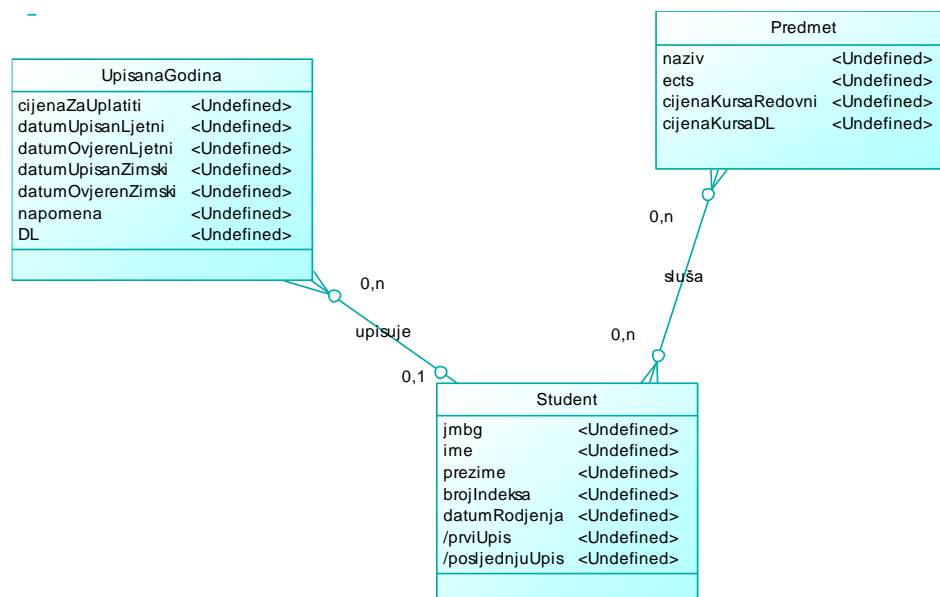 UpisanaGodina
cijenaZaUplatiti <Undefined>
datumUpisanLjetni <Undefined>
datumOvjerenLjetni <Undefined>
datumUpisanZimski <Undefined>
datumOvjerenZimski <Undefined>
napomena <Undefined>
DL <Undefined>
Predmet
naziv <Undefined>
ects <Undefined>
cijenaKursaRedovni <Undefined>
cijenaKursaDL <Undefined>
0,n
sluša
0,n
0,n
upisuje
0,1
Student
jmbg <Undefined>
ime <Undefined>
prezime <Undefined>
brojIndeksa <Undefined>
datumRodjenja <Undefined>
/prviUpis <Undefined>
/posljednjuUpis <Undefined>